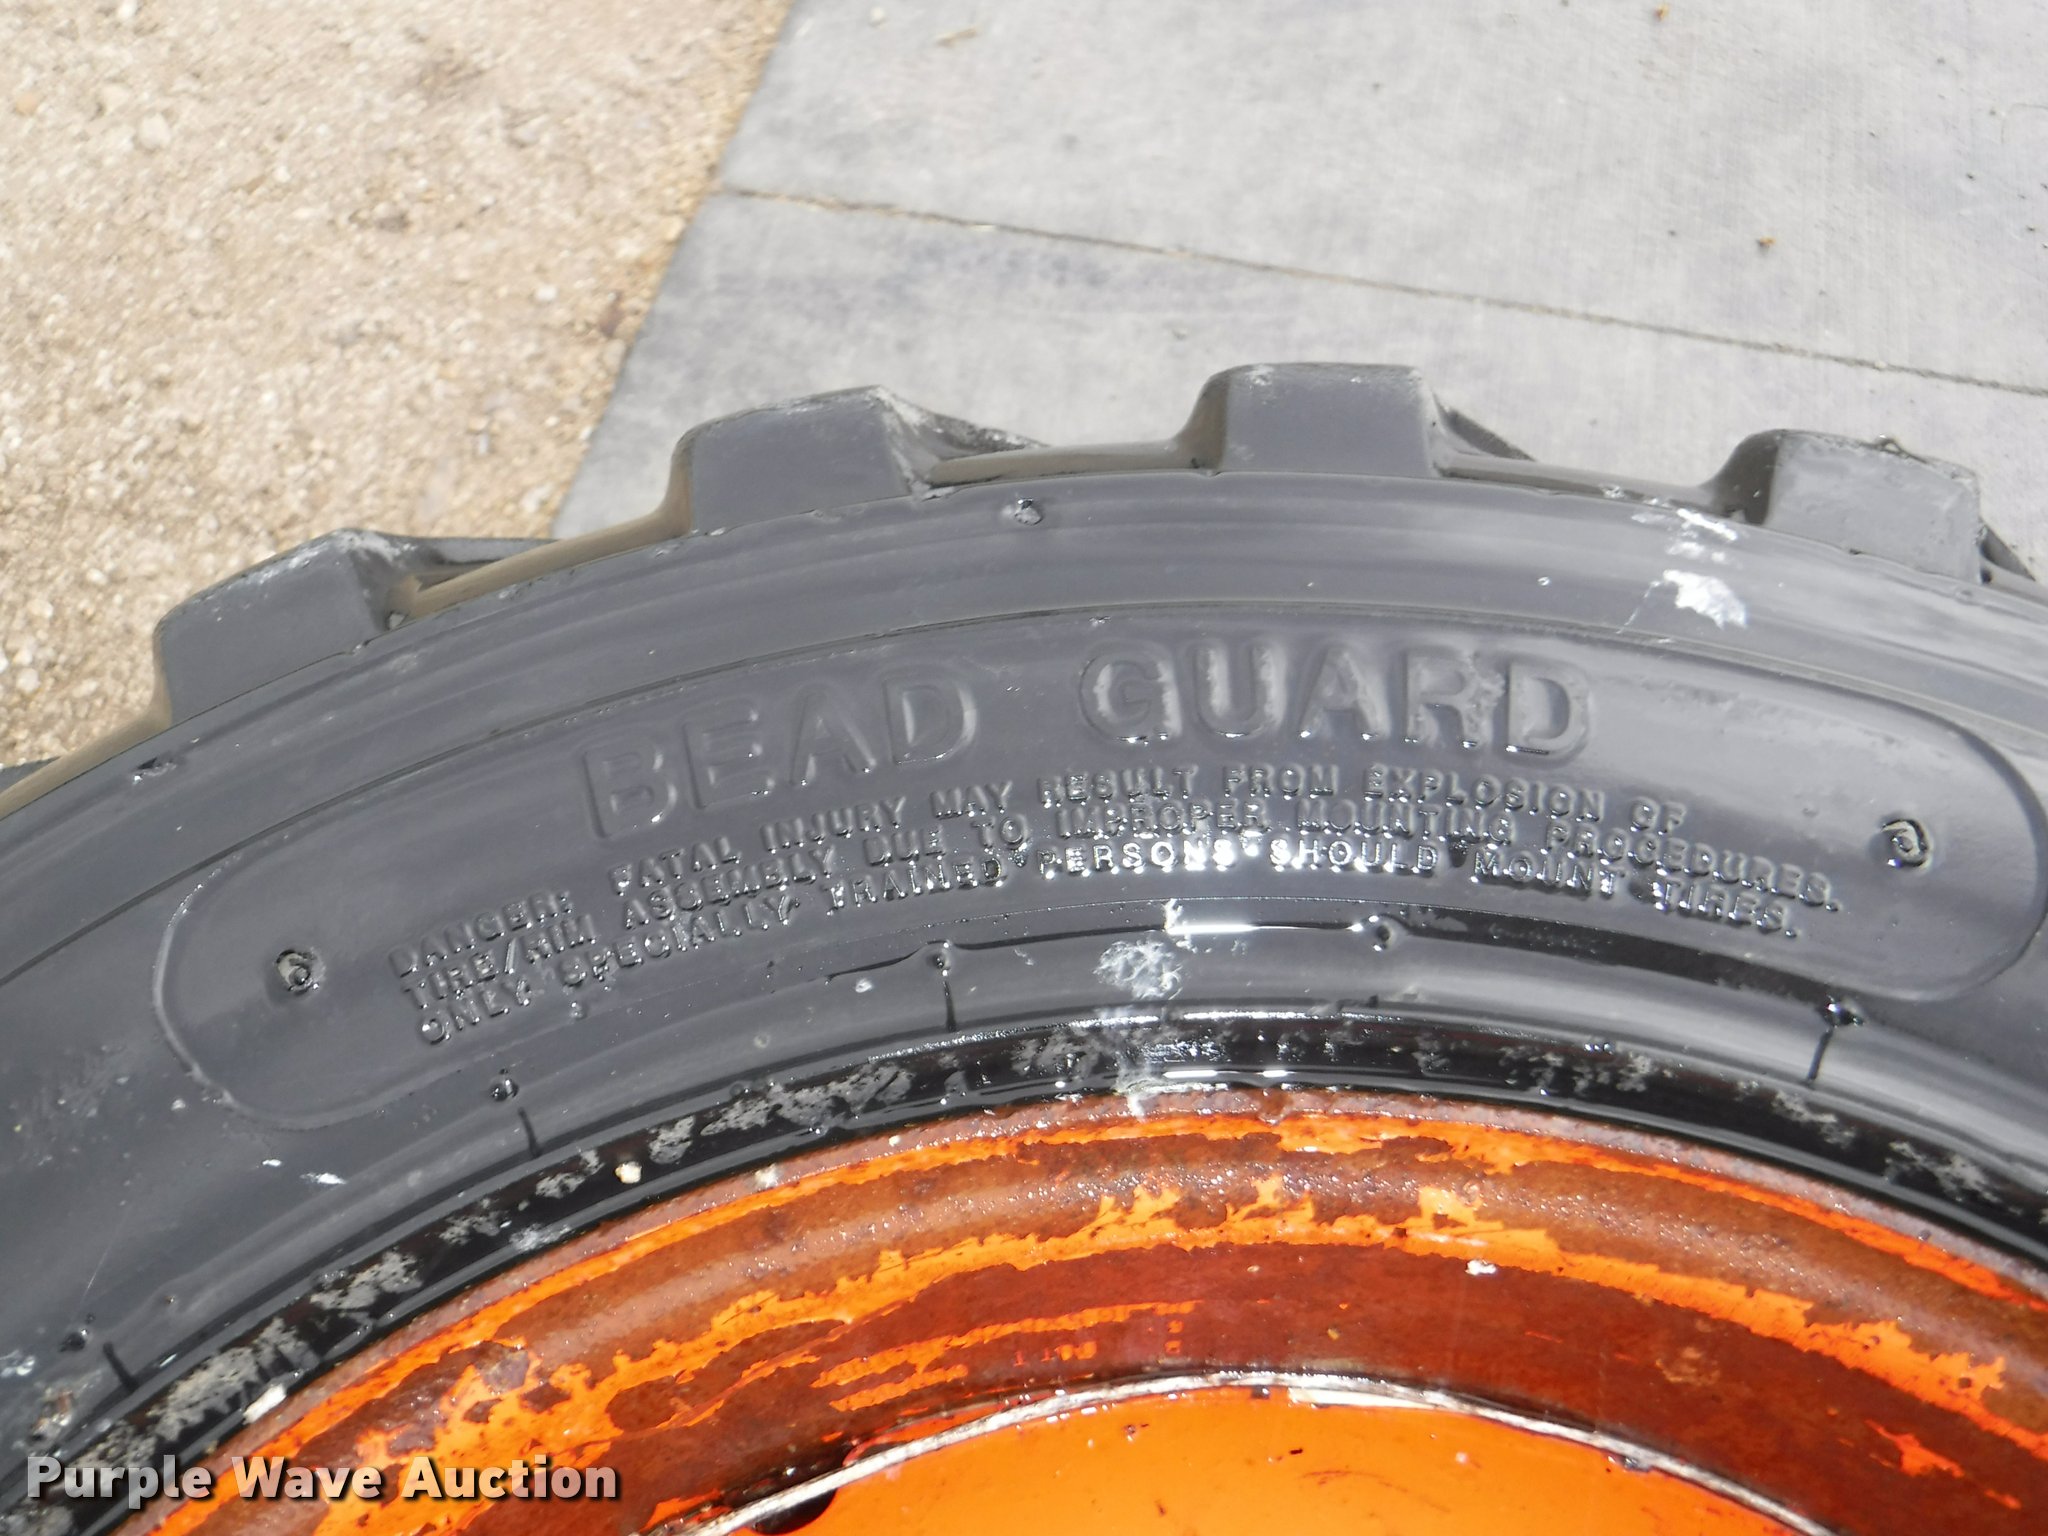 BEAD GUARD
DANGER: FATAL INJURY MAY RESULT FROM EXPLOSION OF
TIRE/RIM ASSEMBLY DUE TO IMPROPER MOUNTING PROCEDURES.
ONLY SPECIALLY TRAINED PERSONS SHOULD MOUNT TIRES.
Purple Wave Auction